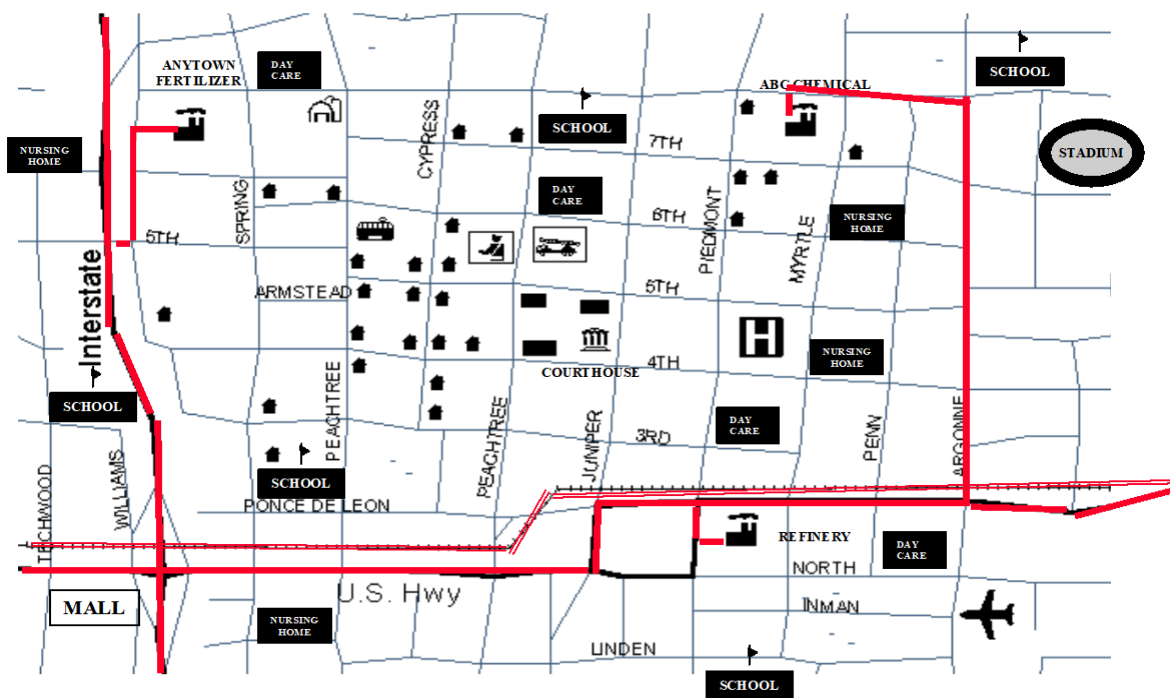 ANYTOWN
FERTILIZER
DAY
CARE
SCHOOL
ABC CHEMICAL
SCHOOL
NURSING
HOME
CYPRESS
7TH
STADIUM
SPRING
DAY
CARE
6TH
PIEDMONT
MYRTLE
NURSING
HOME
5TH
Interstate
ARMSTEAD
5TH
H
COURTHOUSE
4TH
NURSING
HOME
SCHOOL
PEACHTREE
PEACHTREE
JUNIPER
3RD
DAY
CARE
PENN
ARGONNE
SCHOOL
TECHWOOD
WILLIAMS
PONCE DE LEON
REFINERY
DAY
CARE
NORTH
MALL
U.S. Hwy
INMAN
NURSING
HOME
LINDEN
SCHOOL